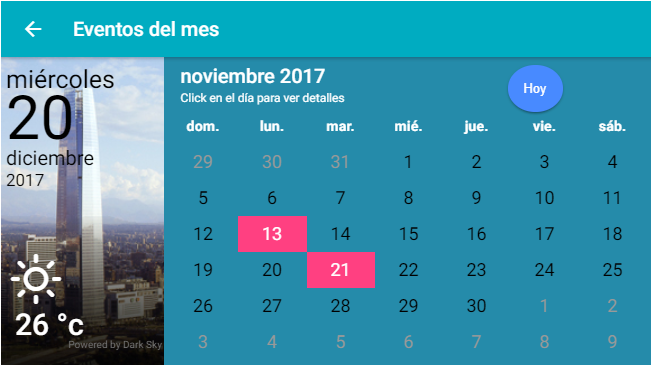 Eventos del mes
miércoles
20
diciembre
2017
26 °c
Powered by Dark Sky
noviembre 2017
Click en el día para ver detalles
Hoy
dom. lun. mar. mié. jue. vie. sáb.
29 30 31 1 2 3 4
5 6 7 8 9 10 11
12 13 14 15 16 17 18
19 20 21 22 23 24 25
26 27 28 29 30 1 2
3 4 5 6 7 8 9